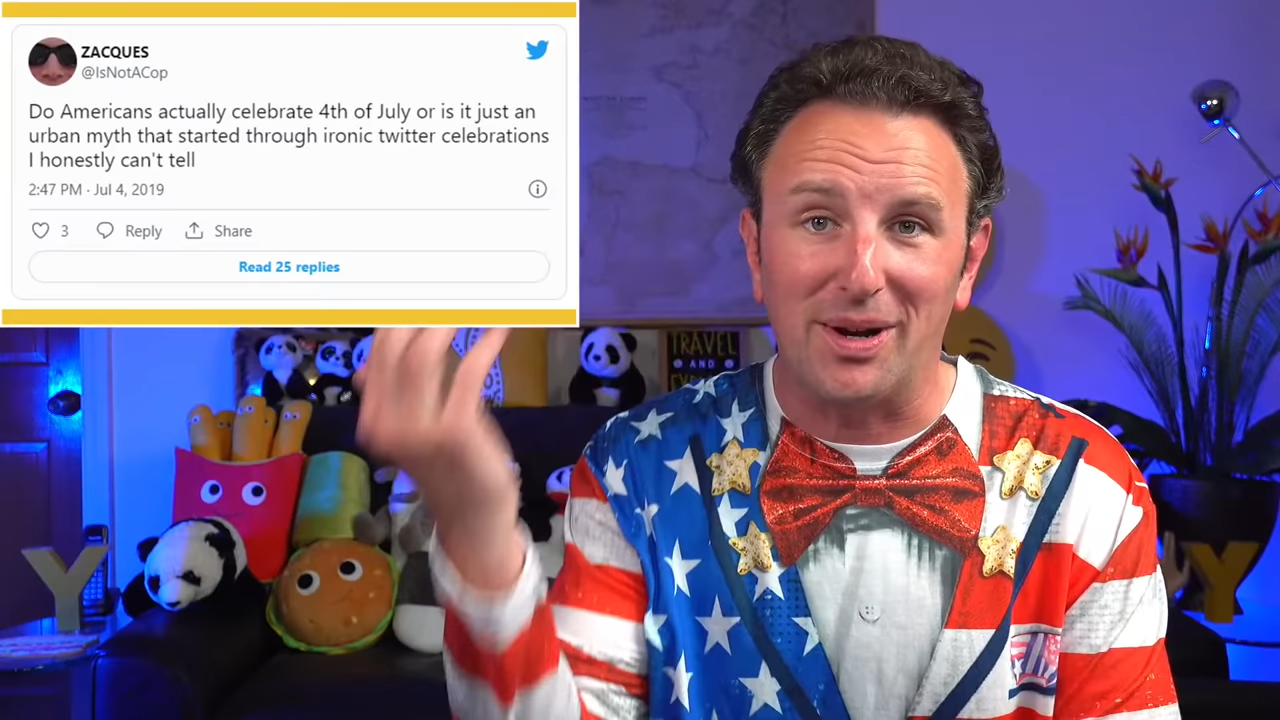 ZACQUES
@IsNotACop
Do Americans actually celebrate 4th of July or is it just an
urban myth that started through ironic twitter celebrations
I honestly can't tell
2:47 PM · Jul 4, 2019
3 Reply Share
Read 25 replies
TRAVEL
AND
Y
Y